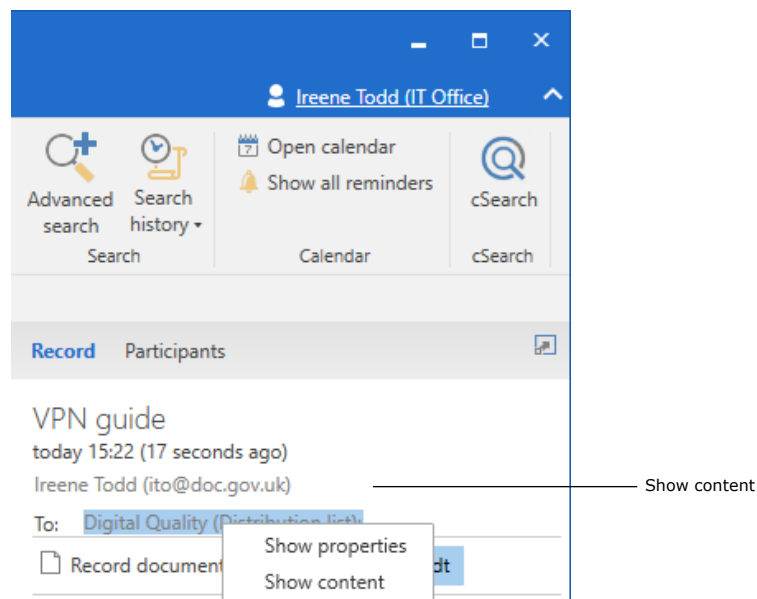 Ireene Todd (IT Office)
Advanced search
Search history
Search
Open calendar
Show all reminders
Calendar
cSearch
cSearch
Record Participants
VPN guide
today 15:22 (17 seconds ago)
Ireene Todd (ito@doc.gov.uk)
Show content
To: Digital Quality (Distribution list);
Show properties
Record document dt
Show content